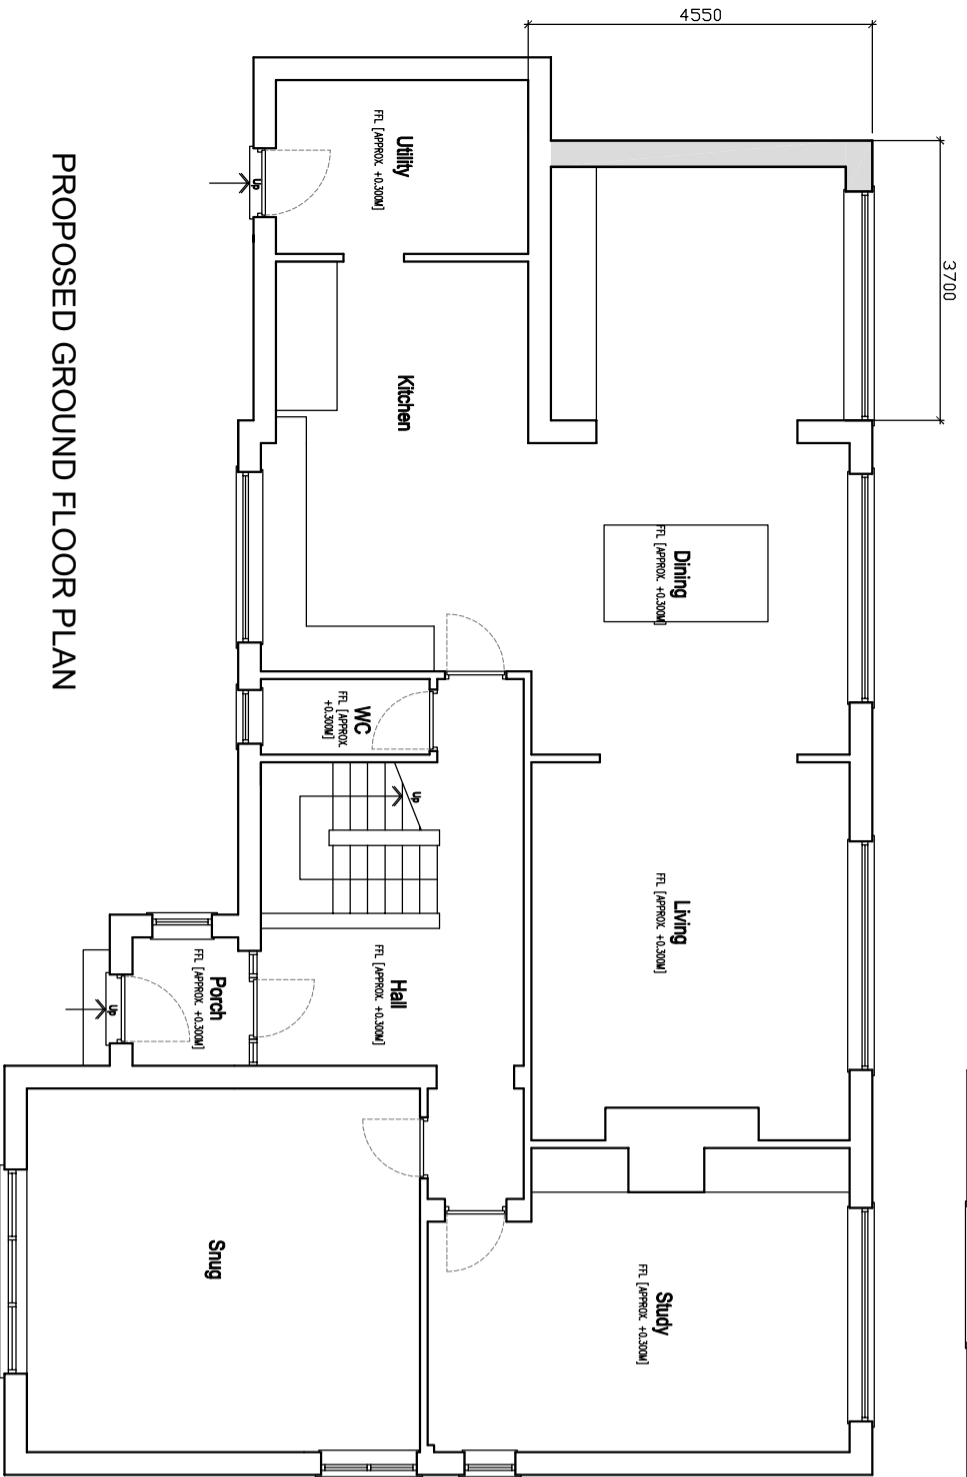 4550
3700
Utility
FFL [APPROX. +0.300M]
Up
Kitchen
Dining
FFL [APPROX. +0.300M]
WC
FFL [APPROX.
+0.300M]
Up
Living
FFL [APPROX. +0.300M]
Hall
FFL [APPROX. +0.300M]
Porch
FFL [APPROX. +0.300M]
Up
Snug
Study
FFL [APPROX. +0.300M]
PROPOSED GROUND FLOOR PLAN